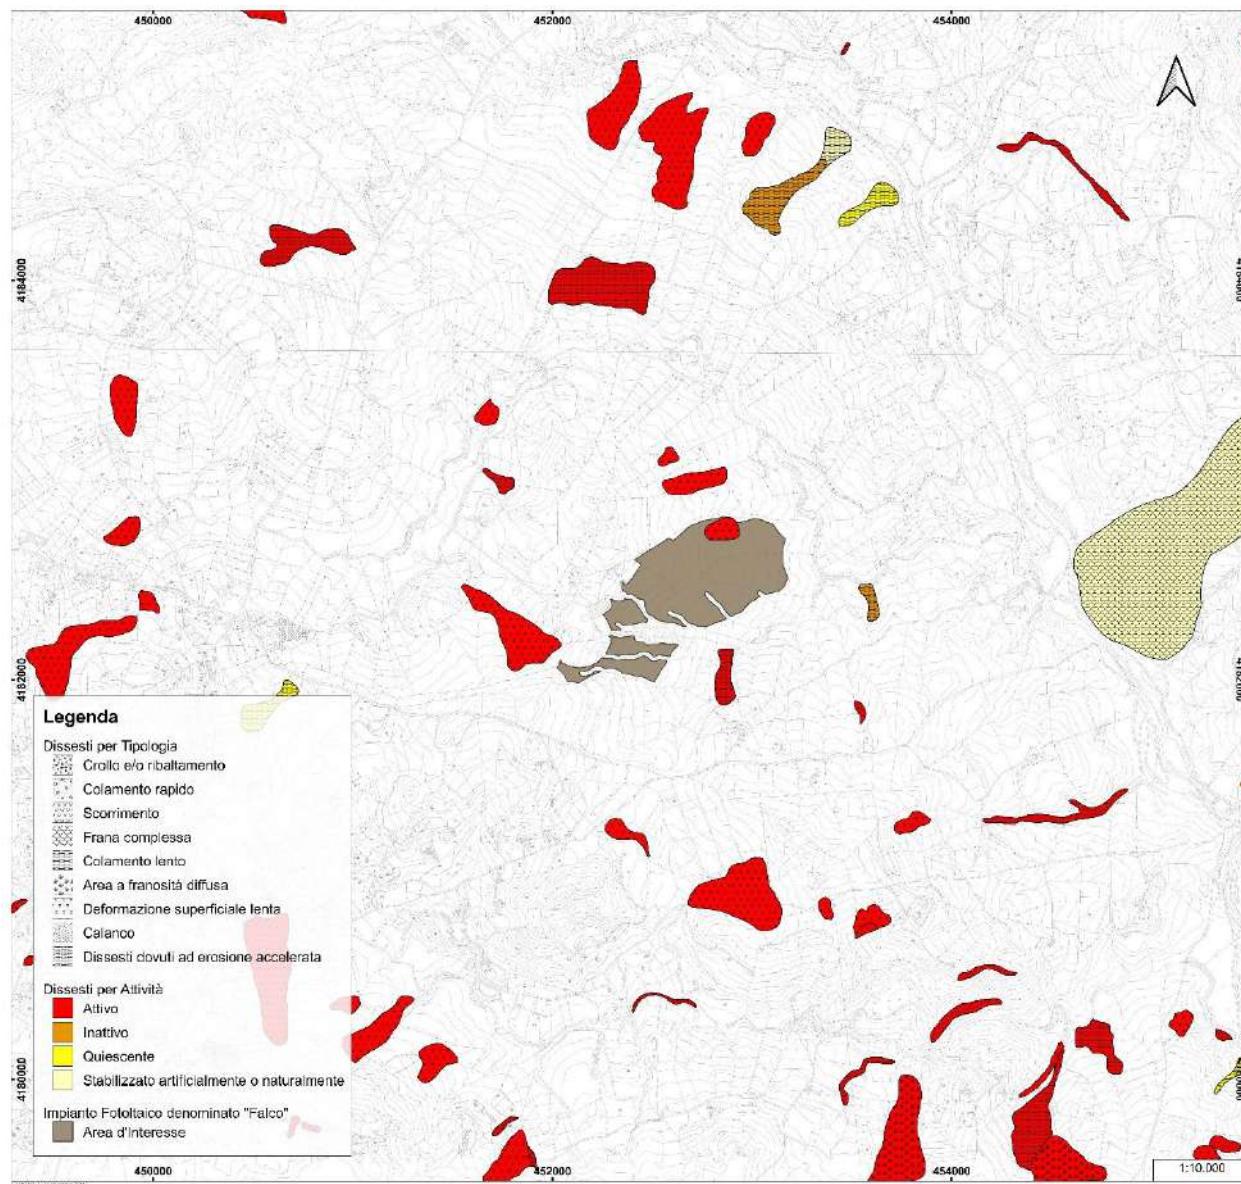 450000
452000
454000
4184000
4184000
4182000
4182000
Legenda
Dissesti per Tipologia
Crollo e/o ribaltamento
Colamento rapido
Scorrimento
Frana complessa
Colamento lento
Area a franosità diffusa
Deformazione superficiale lenta
Calanco
Dissesti dovuti ad erosione accelerata
Dissesti per Attività
Attivo
Inattivo
Quiescente
Stabilizzato artificialmente o naturalmente
Impianto Fotoltaico denominato "Falco"
Area d'Interesse
4180000
450000
452000
454000
1:10.000